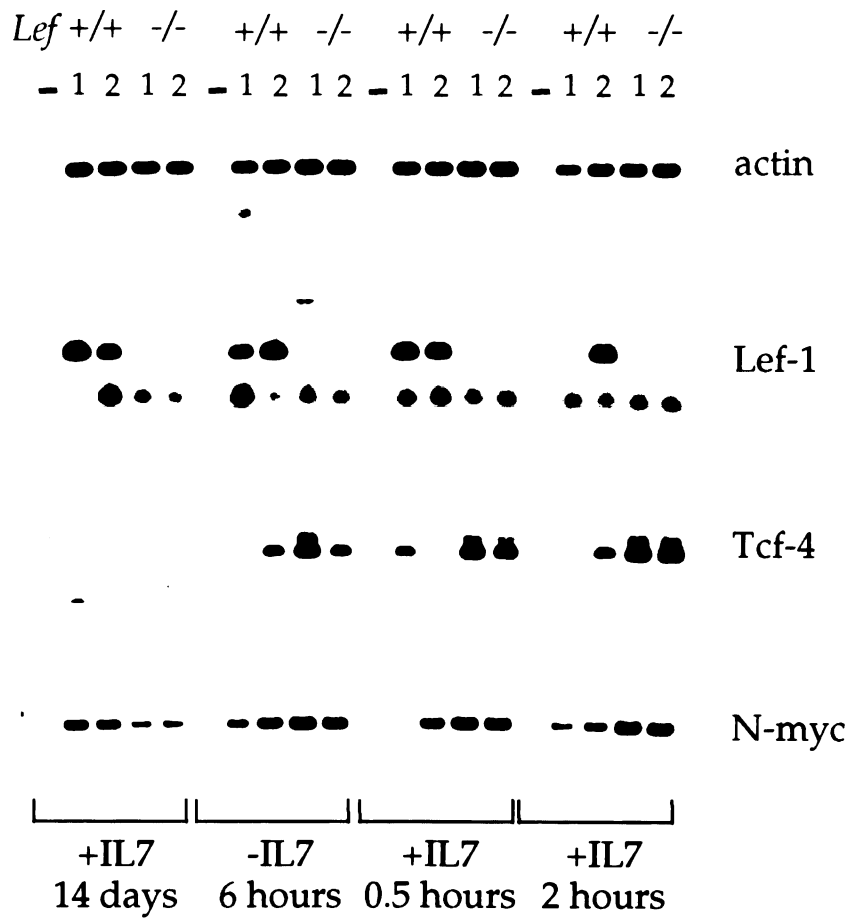 Lef +/+ -/- +/+ -/- +/+ -/- +/+ -/-
– 1 2 1 2 – 1 2 1 2 – 1 2 1 2 – 1 2 1 2
actin
Lef-1
Tcf-4
N-myc
+IL7 -IL7 +IL7 +IL7
14 days 6 hours 0.5 hours 2 hours